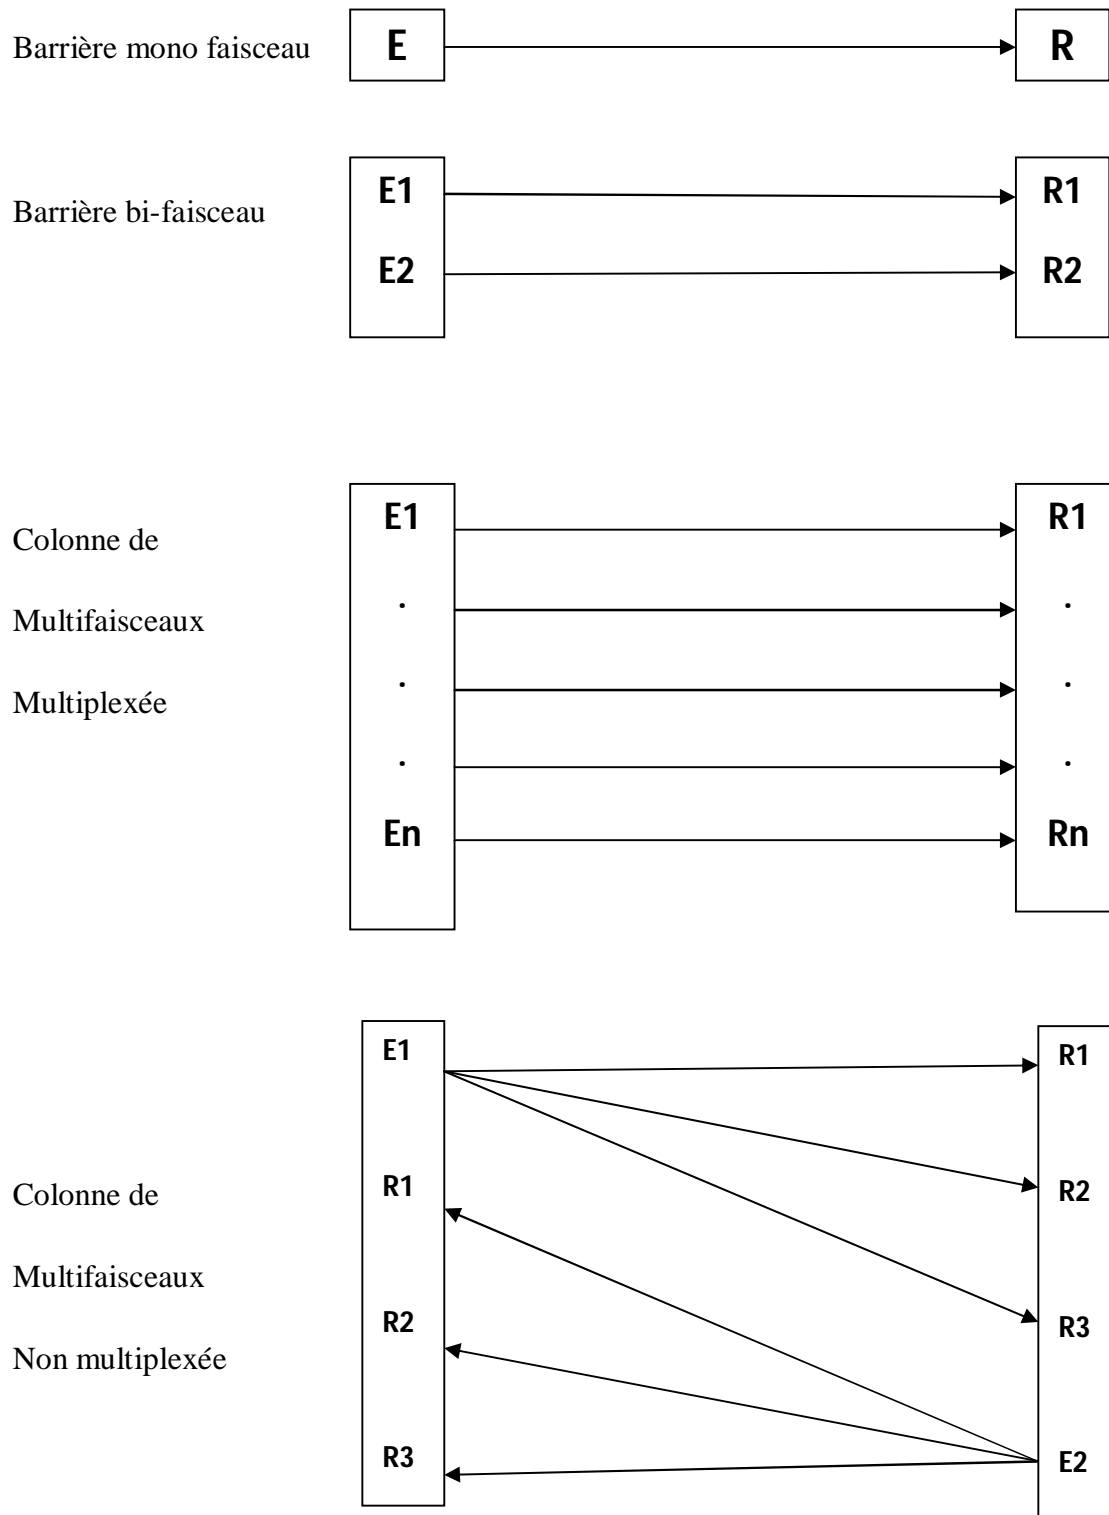 Barrière mono faisceau E R
Barrière bi-faisceau
E1 R1
E2 R2
E1 R1
Colonne de
. .
Multifaisceaux
. .
Multiplexée
. .
En Rn
E1 R1
R1 R2
Colonne de
Multifaisceaux
R2 R3
Non multiplexée
R3 E2